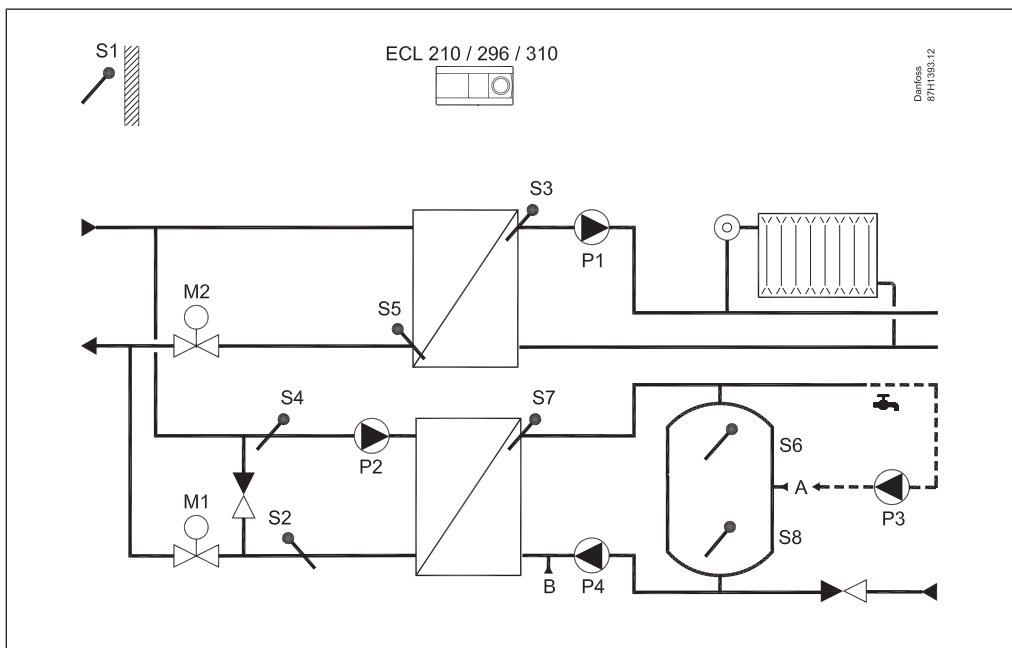 S1
ECL 210 / 296 / 310
Danfoss
87H1393.12
S3
P1
M2
S5
S4
S7
P2
S6
A
P3
M1
S2
S8
B
P4